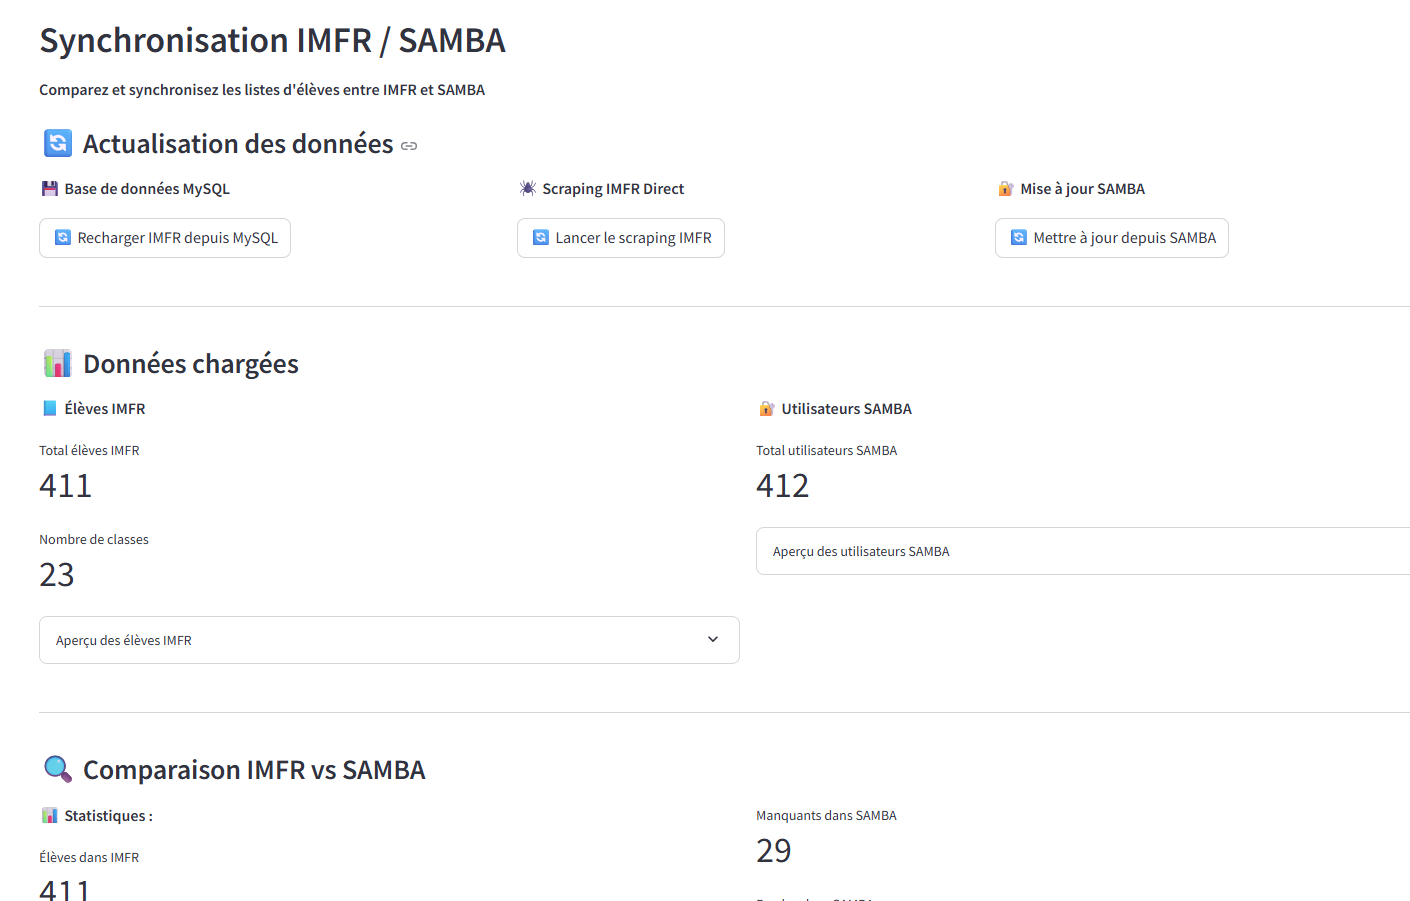 Synchronisation IMFR / SAMBA
Comparez et synchronisez les listes d'élèves entre IMFR et SAMBA
Actualisation des données
Base de données MySQL
Scraping IMFR Direct
Mise à jour SAMBA
Recharger IMFR depuis MySQL
Lancer le scraping IMFR
Mettre à jour depuis SAMBA
Données chargées
Élèves IMFR
Utilisateurs SAMBA
Total élèves IMFR
Total utilisateurs SAMBA
411
412
Nombre de classes
23
Aperçu des utilisateurs SAMBA
Aperçu des élèves IMFR
Comparaison IMFR vs SAMBA
Statistiques :
Manquants dans SAMBA
29
Élèves dans IMFR
411